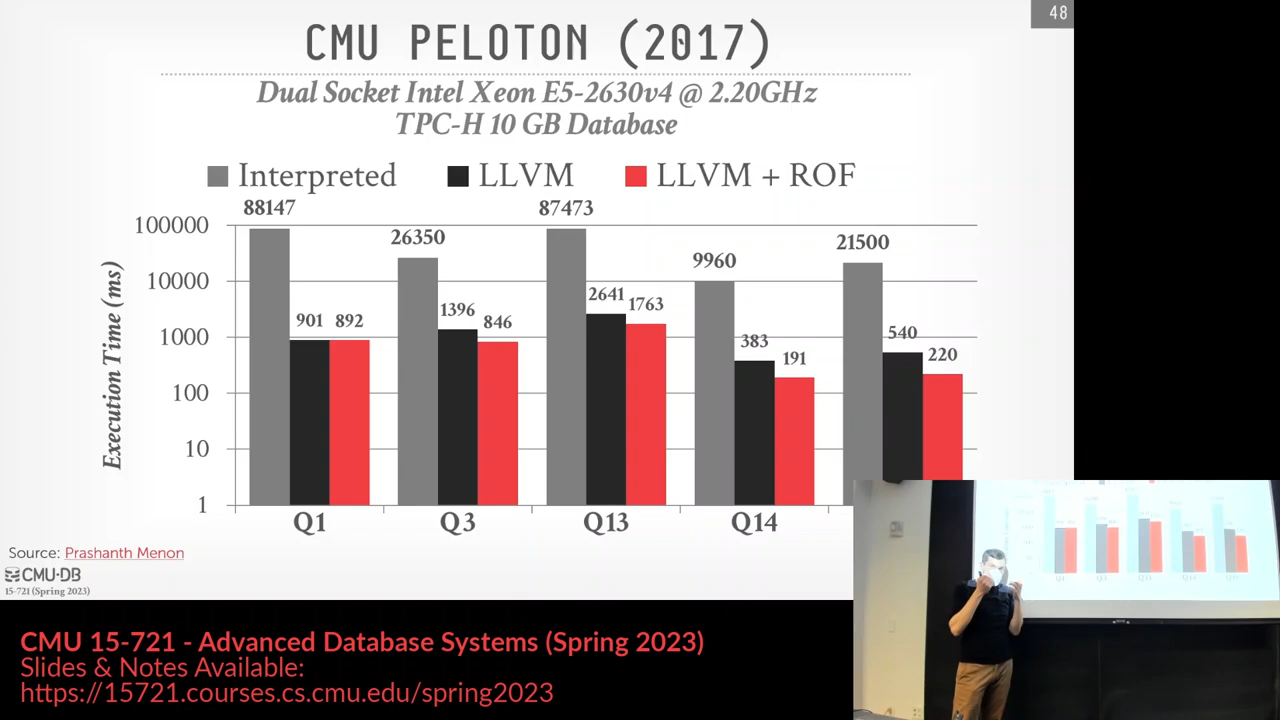 48
CMU PELOTON (2017)
Dual Socket Intel Xeon E5-2630v4 @ 2.20GHz
TPC-H 10 GB Database
Interpreted LLVM LLVM + ROF
88147 87473
100000
26350 21500
9960
10000
2641 1763
1396 846
901 892
383 191
540 220
1000
100
10
1
Execution Time (ms)
Q1 Q3 Q13 Q14
Source: Prashanth Menon
CMU·DB
15-721 (Spring 2023)
CMU 15-721 - Advanced Database Systems (Spring 2023)
Slides & Notes Available:
https://15721.courses.cs.cmu.edu/spring2023